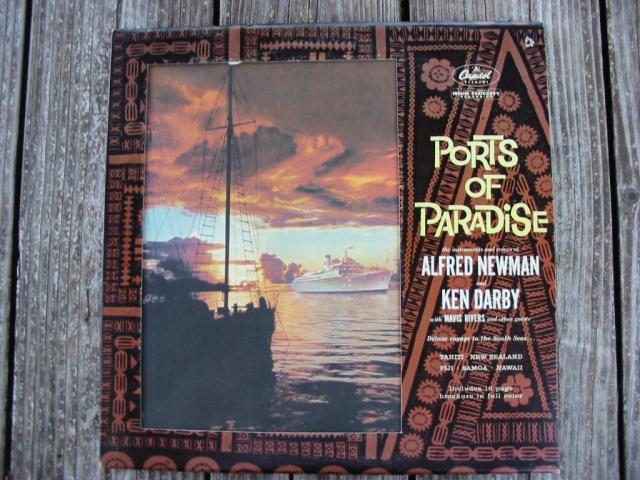 Capitol
RECORDS
HIGH FIDELITY
PORTS
OF
PARADISE
the instruments and voices of
ALFRED NEWMAN
and
KEN DARBY
with MAVIS RIVERS and other guests
Deluxe voyage to the South Seas...
TAHITI · NEW ZEALAND
FIJI · SAMOA · HAWAII
Includes 16 page
brochure in full color